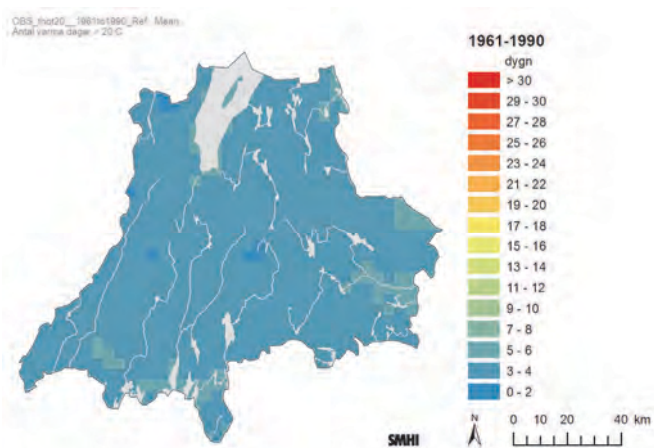 OBS_thot20__1961to1990_Ref: Mean
Antal varma dagar > 20 C
1961-1990
dygn
> 30
29 - 30
27 - 28
25 - 26
23 - 24
21 - 22
19 - 20
17 - 18
15 - 16
13 - 14
11 - 12
9 - 10
7 - 8
5 - 6
3 - 4
0 - 2
SMHI
N
0 10 20 40 km